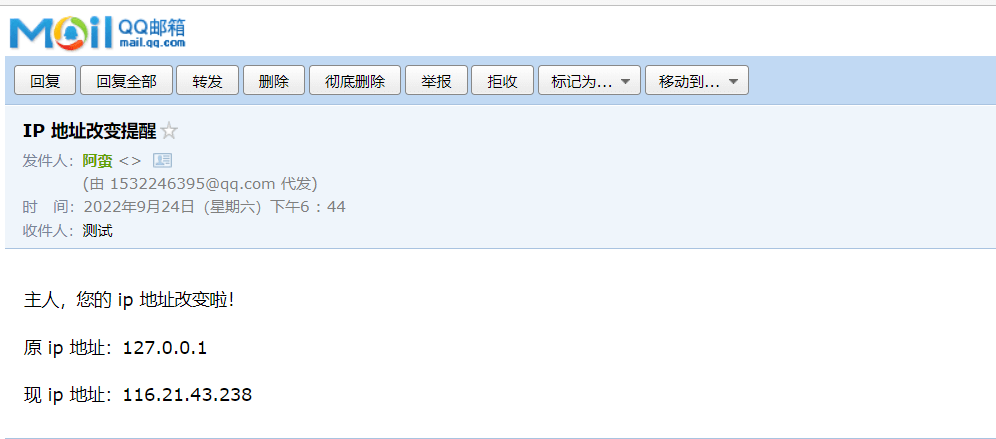 Mail QQ邮箱
mail.qq.com
回复 回复全部 转发 删除 彻底删除 举报 拒收 标记为... 移动到...
IP 地址改变提醒
发件人：阿蛮 <>
(由 1532246395@qq.com 代发)
时 间：2022年9月24日（星期六）下午6：44
收件人：测试
主人，您的 ip 地址改变啦！
原 ip 地址：127.0.0.1
现 ip 地址：116.21.43.238